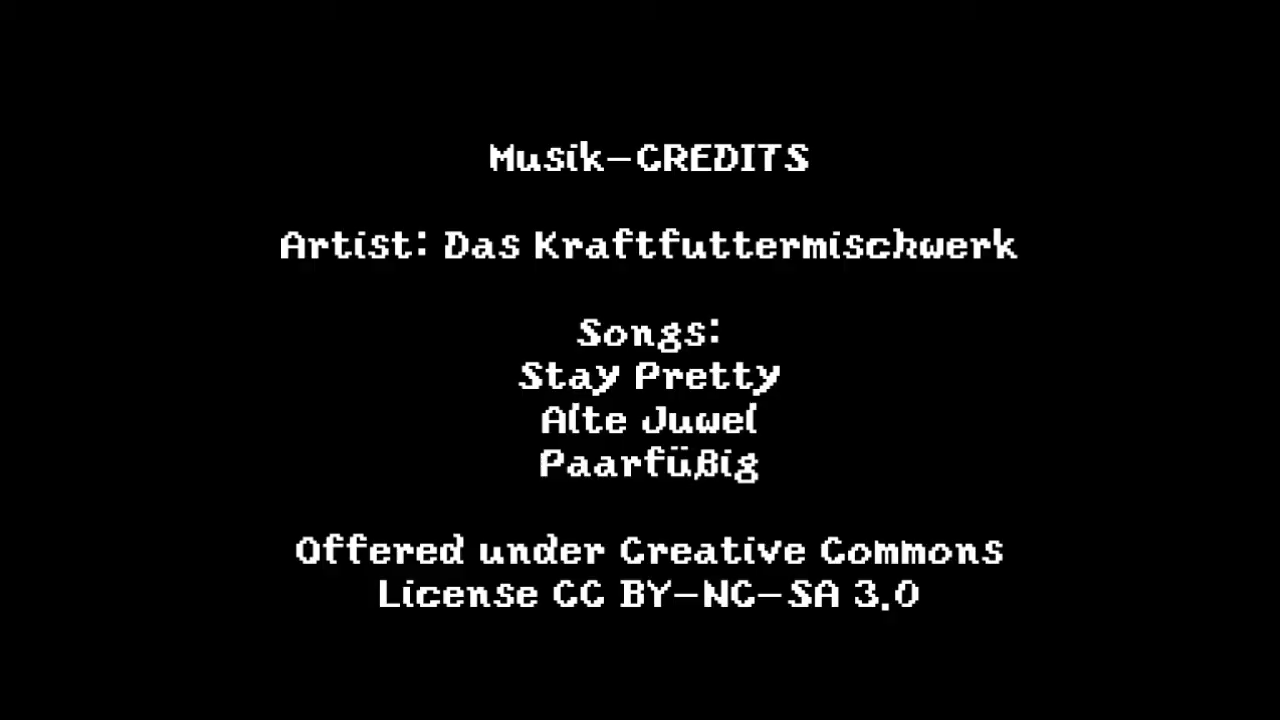 Musik-CREDITS
Artist: Das Kraftfuttermischwerk
Songs:
Stay Pretty
Alte Juwel
Paarfüßig
Offered under Creative Commons
License CC BY-NC-SA 3.0